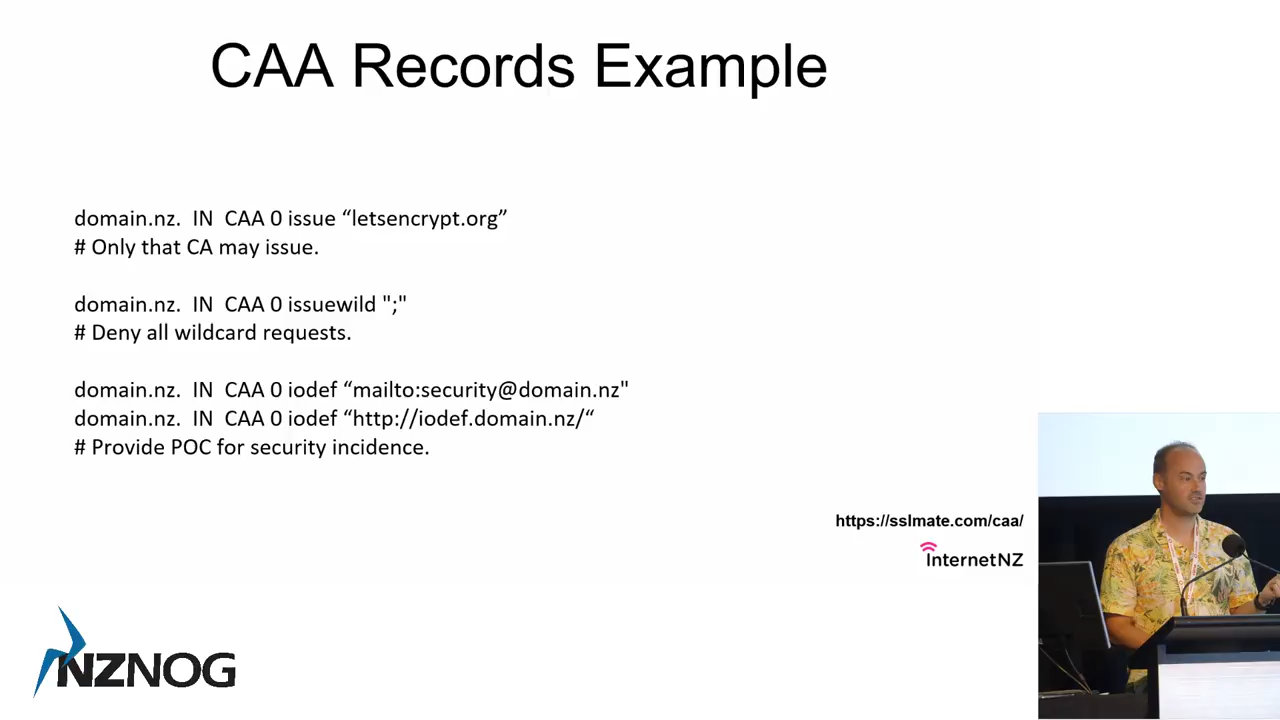 CAA Records Example
domain.nz. IN CAA 0 issue “letsencrypt.org”
# Only that CA may issue.
domain.nz. IN CAA 0 issuewild ";"
# Deny all wildcard requests.
domain.nz. IN CAA 0 iodef “mailto:security@domain.nz"
domain.nz. IN CAA 0 iodef “http://iodef.domain.nz/“
# Provide POC for security incidence.
https://sslmate.com/caa/
InternetNZ
NZNOG